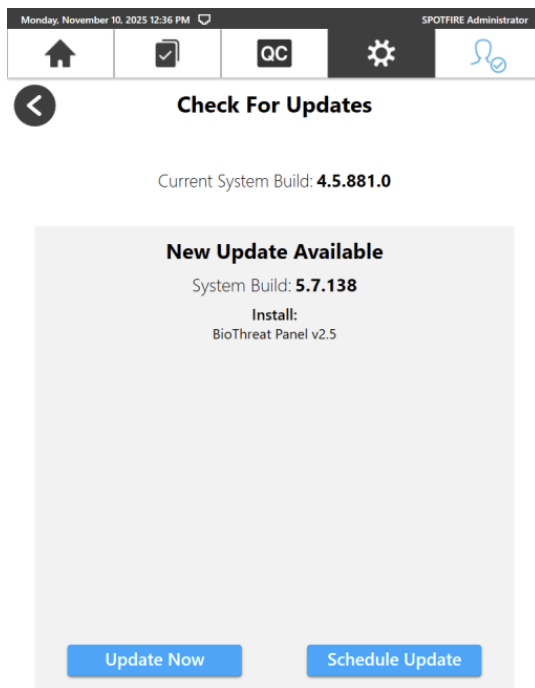 Monday, November 10, 2025 12:36 PM SPOTFIRE Administrator
QC
Check For Updates
Current System Build: 4.5.881.0
New Update Available
System Build: 5.7.138
Install:
BioThreat Panel v2.5
Update Now Schedule Update